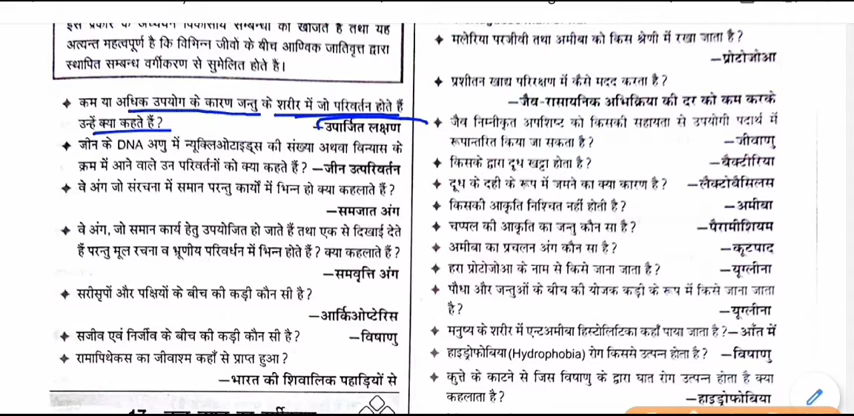 अत्यन्त महत्वपूर्ण है कि विभिन्न जीवो के बीच आण्विक जातिवृत्त द्वारा
स्थापित सम्बन्ध वर्गीकरण से सुमेलित होते है।
कम या अधिक उपयोग के कारण जन्तु के शरीर में जो परिवर्तन होते हैं
उन्हें क्या कहते हैं?
—उपार्जित लक्षण
जीन के DNA अणु में न्यूक्लिओटाइड्स की संख्या अथवा विन्यास के
क्रम में आने वाले उन परिवर्तनों को क्या कहते हैं? —जीन उत्परिवर्तन
वे अंग जो संरचना में समान परन्तु कार्यों में भिन्न हो क्या कहलाते हैं?
—समजात अंग
वे अंग, जो समान कार्य हेतु उपयोजित हो जाते हैं तथा एक से दिखाई देते
हैं परन्तु मूल रचना व भ्रूणीय परिवर्धन में भिन्न होते हैं? क्या कहलाते हैं?
—समवृत्ति अंग
सरीसृपों और पक्षियों के बीच की कड़ी कौन सी है?
—आर्किओप्टेरिस
सजीव एवं निर्जीव के बीच की कड़ी कौन सी है? —विषाणु
रामापिथेकस का जीवाश्म कहाँ से प्राप्त हुआ?
—भारत की शिवालिक पहाड़ियों से
मलेरिया परजीवी तथा अमीबा को किस श्रेणी में रखा जाता है?
—प्रोटोजोआ
प्रशीतन खाद्य परिरक्षण में कैसे मदद करता है?
—जैव-रासायनिक अभिक्रिया की दर को कम करके
जैव निम्नीकृत अपशिष्ट को किसकी सहायता से उपयोगी पदार्थ में
रूपान्तरित किया जा सकता है? —जीवाणु
किसके द्वारा दूध खट्टा होता है? —बैक्टीरिया
दूध के दही के रूप में जमने का क्या कारण है? —लैक्टोबैसिलस
किसकी आकृति निश्चित नहीं होती है? —अमीबा
चप्पल की आकृति का जन्तु कौन सा है? —पैरामीशियम
अमीबा का प्रचलन अंग कौन सा है? —कूटपाद
हरा प्रोटोजोआ के नाम से किसे जाना जाता है? —यूग्लीना
पौधा और जन्तुओं के बीच की योजक कड़ी के रूप में किसे जाना जाता
है? —यूग्लीना
मनुष्य के शरीर में एन्टअमीबा हिस्टोलिटिका कहाँ पाया जाता है?—आँत में
हाइड्रोफोबिया(Hydrophobia) रोग किससे उत्पन्न होता है? —विषाणु
कुत्ते के काटने से जिस विषाणु के द्वारा घात रोग उत्पन्न होता है क्या
कहलाता है? —हाइड्रोफोबिया